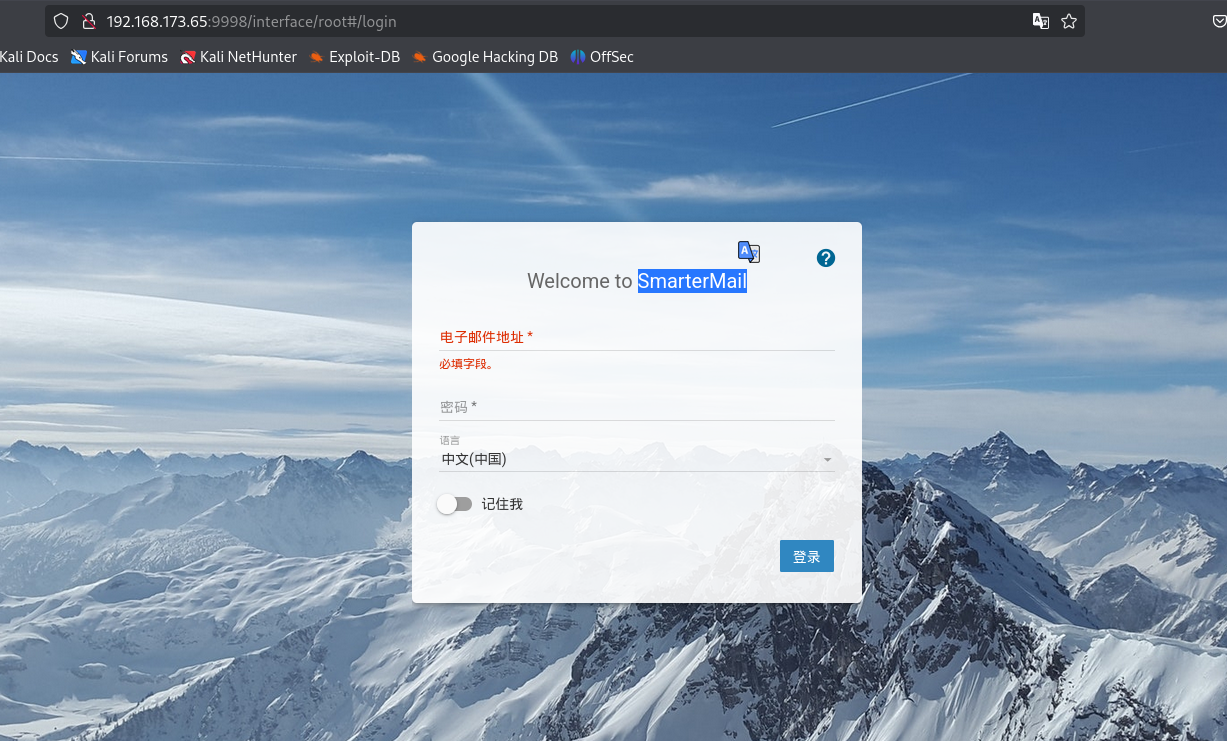 192.168.173.65:9998/interface/root#/login
Kali Docs Kali Forums Kali NetHunter Exploit-DB Google Hacking DB OffSec
Welcome to SmarterMail
电子邮件地址 *
必填字段。
密码 *
语言
中文(中国)
记住我
登录